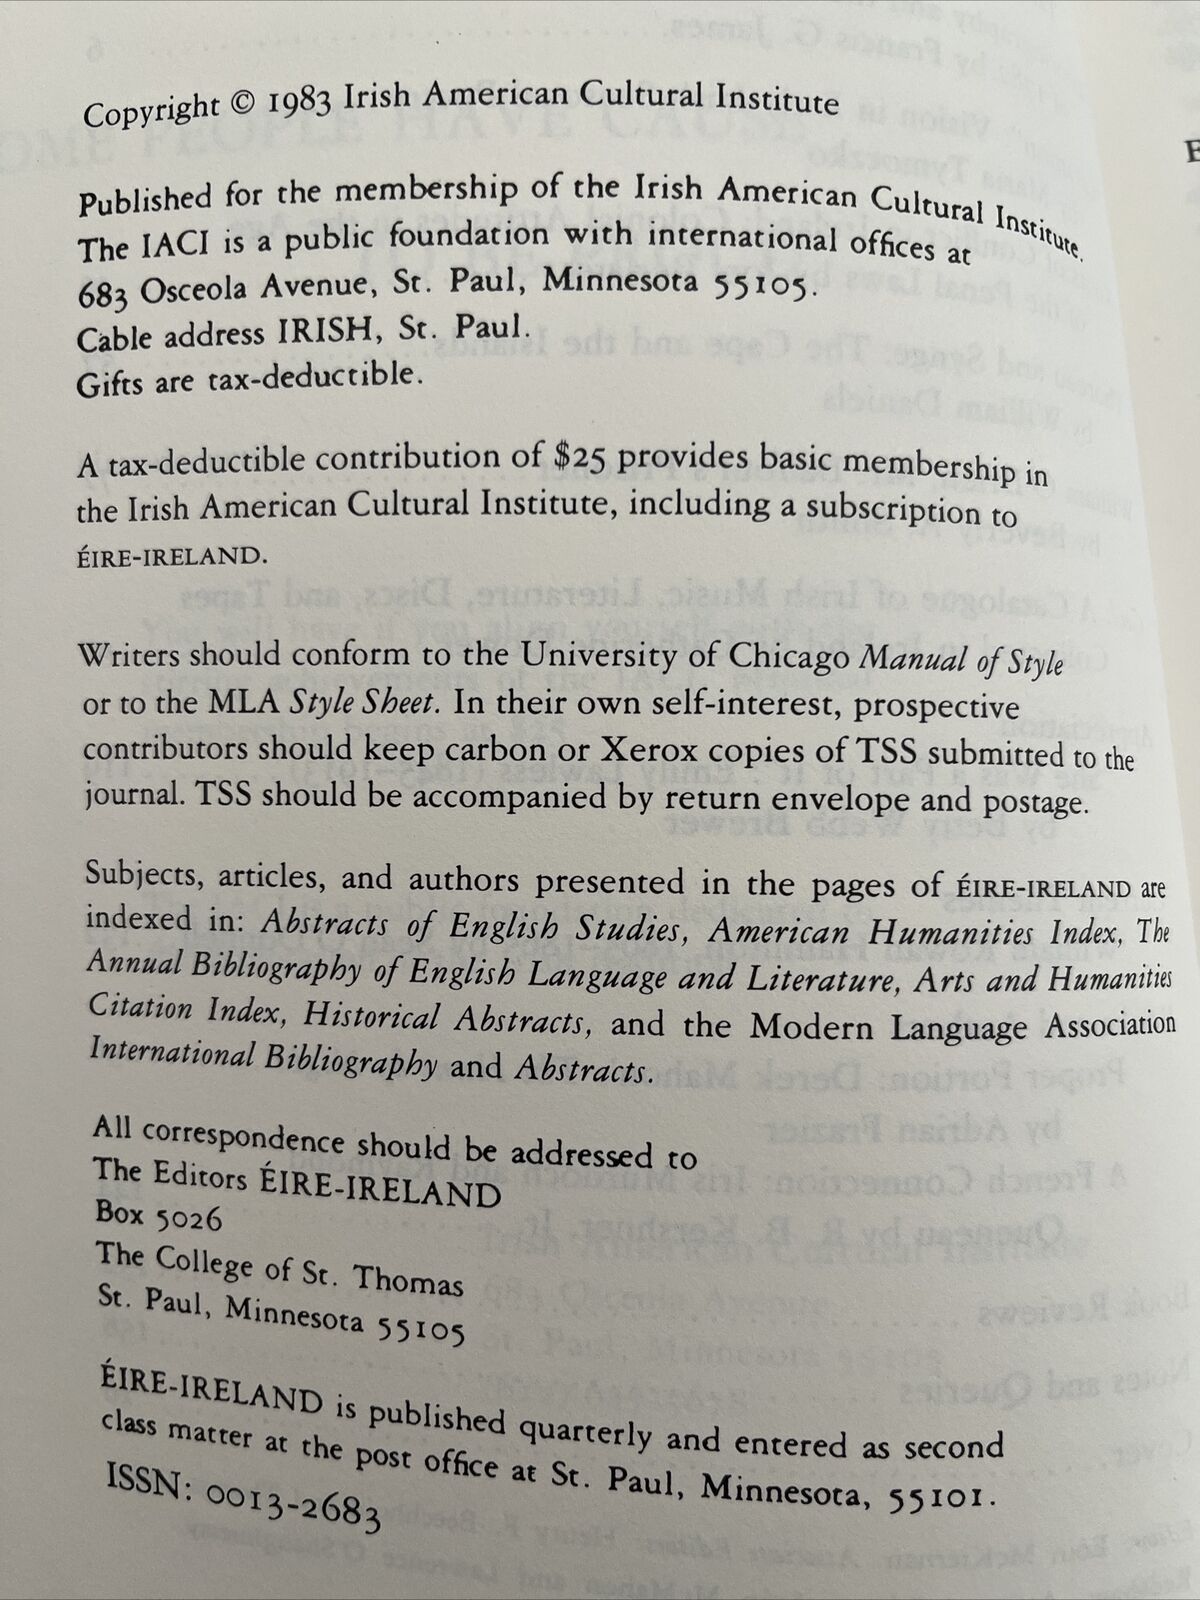 Copyright © 1983 Irish American Cultural Institute
Published for the membership of the Irish American Cultural Institute.
The IACI is a public foundation with international offices at
683 Osceola Avenue, St. Paul, Minnesota 55105.
Cable address IRISH, St. Paul.
Gifts are tax-deductible.
A tax-deductible contribution of $25 provides basic membership in
the Irish American Cultural Institute, including a subscription to
ÉIRE-IRELAND.
Writers should conform to the University of Chicago Manual of Style
or to the MLA Style Sheet. In their own self-interest, prospective
contributors should keep carbon or Xerox copies of TSS submitted to the
journal. TSS should be accompanied by return envelope and postage.
Subjects, articles, and authors presented in the pages of ÉIRE-IRELAND are
indexed in: Abstracts of English Studies, American Humanities Index, The
Annual Bibliography of English Language and Literature, Arts and Humanities
Citation Index, Historical Abstracts, and the Modern Language Association
International Bibliography and Abstracts.
All correspondence should be addressed to
The Editors ÉIRE-IRELAND
Box 5026
The College of St. Thomas
St. Paul, Minnesota 55105
ÉIRE-IRELAND is published quarterly and entered as second
class matter at the post office at St. Paul, Minnesota, 55101.
ISSN: 0013-2683